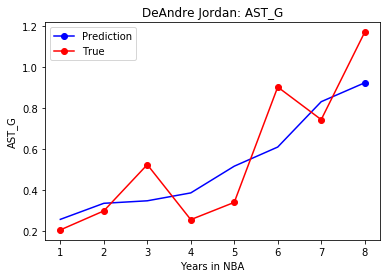 DeAndre Jordan: AST_G
Prediction
True
AST_G
1.2
1.0
0.8
0.6
0.4
0.2
1 2 3 4 5 6 7 8
Years in NBA